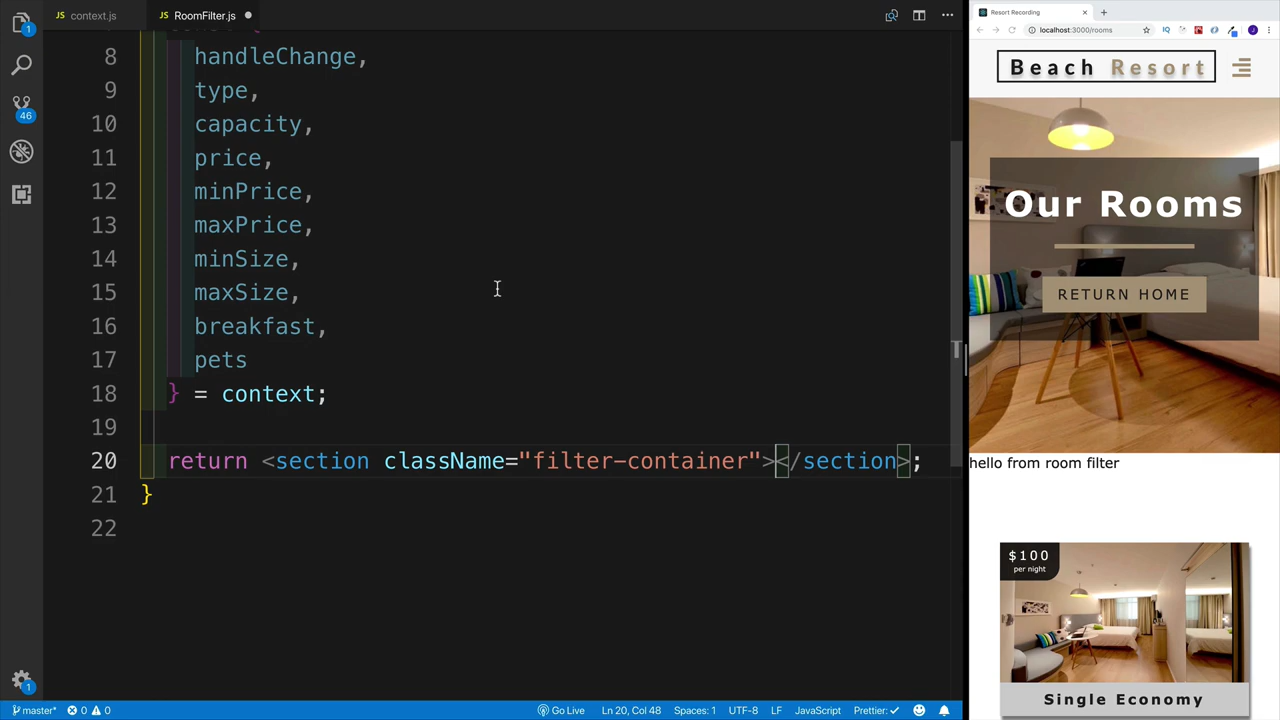 context.js
RoomFilter.js
8 handleChange,
9 type,
10 capacity,
11 price,
12 minPrice,
13 maxPrice,
14 minSize,
15 maxSize,
16 breakfast,
17 pets
18 } = context;
19
20 return <section className="filter-container"></section>;
21 }
22
1
46
1
master*
0
0
Go Live
Ln 20, Col 48
Spaces: 1
UTF-8
LF
JavaScript
Prettier:
Resort Recording
localhost:3000/rooms
IQ
J
Beach Resort
Our Rooms
RETURN HOME
hello from room filter
$100
per night
Single Economy